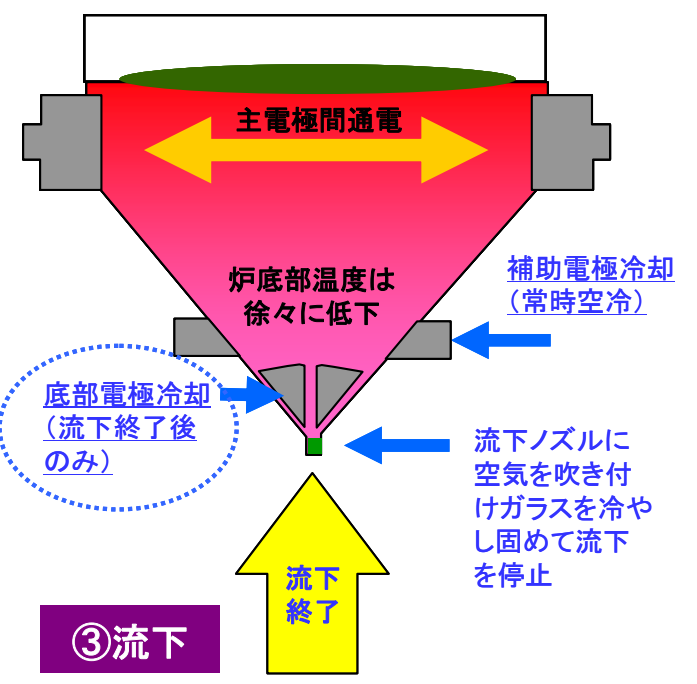 主電極間通電
炉底部温度は
徐々に低下
補助電極冷却
（常時空冷）
底部電極冷却
（流下終了後
のみ）
流下ノズルに
空気を吹き付
けガラスを冷や
し固めて流下
を停止
流下
終了
③流下